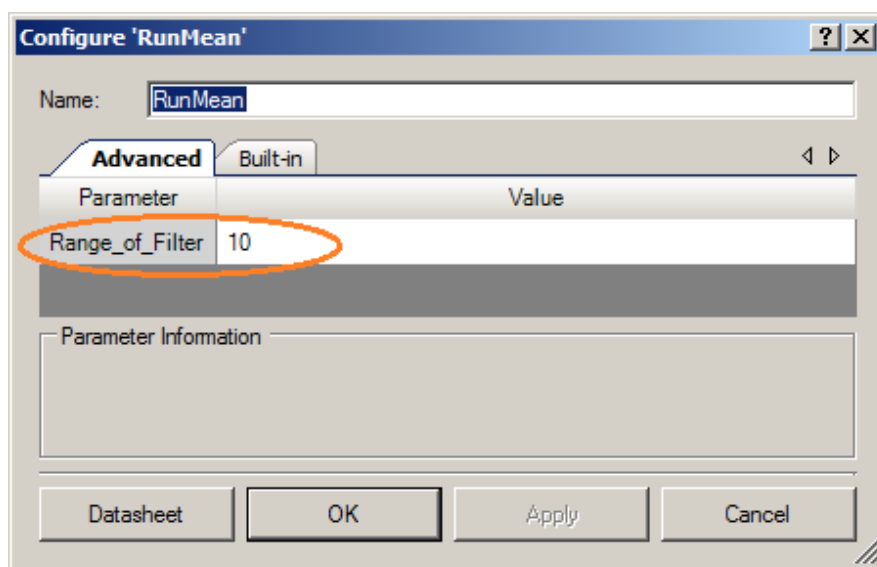 Configure 'RunMean'
Name: RunMean
Advanced Built-in
Parameter Value
Range_of_Filter 10
Parameter Information
Datasheet OK Apply Cancel